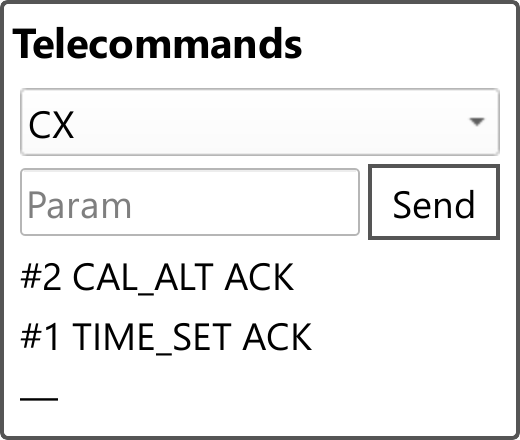 Telecommands
CX
Param
Send
#2 CAL_ALT ACK
#1 TIME_SET ACK
—